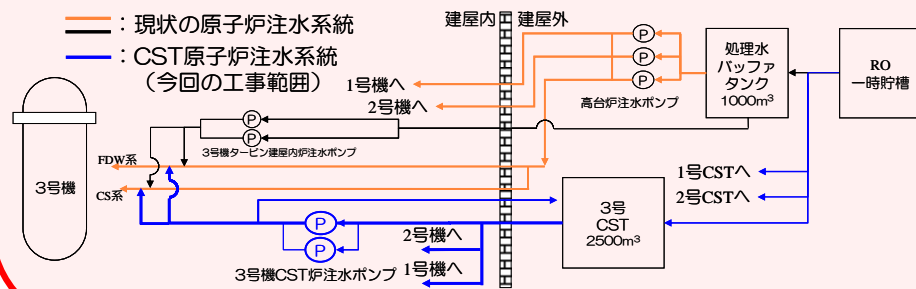 ：現状の原子炉注水系統
：CST原子炉注水系統
（今回の工事範囲）
建屋内
建屋外
P
P
P
高台炉注水ポンプ
処理水
バッファ
タンク
1000m³
RO
一時貯槽
1号機へ
2号機へ
P
P
3号機タービン建屋内炉注水ポンプ
FDW系
CS系
3号機
1号CSTへ
2号CSTへ
3号
CST
2500m³
P
P
3号機CST炉注水ポンプ
2号機へ
1号機へ